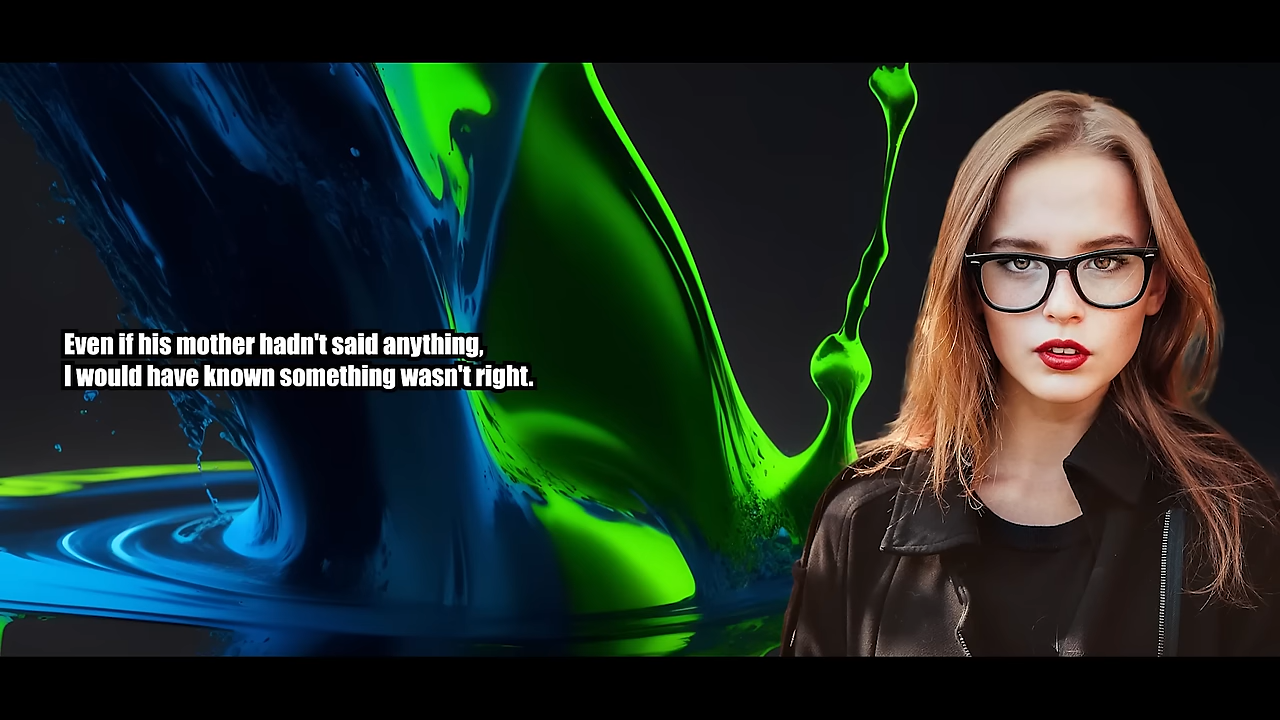 Even if his mother hadn't said anything,
I would have known something wasn't right.